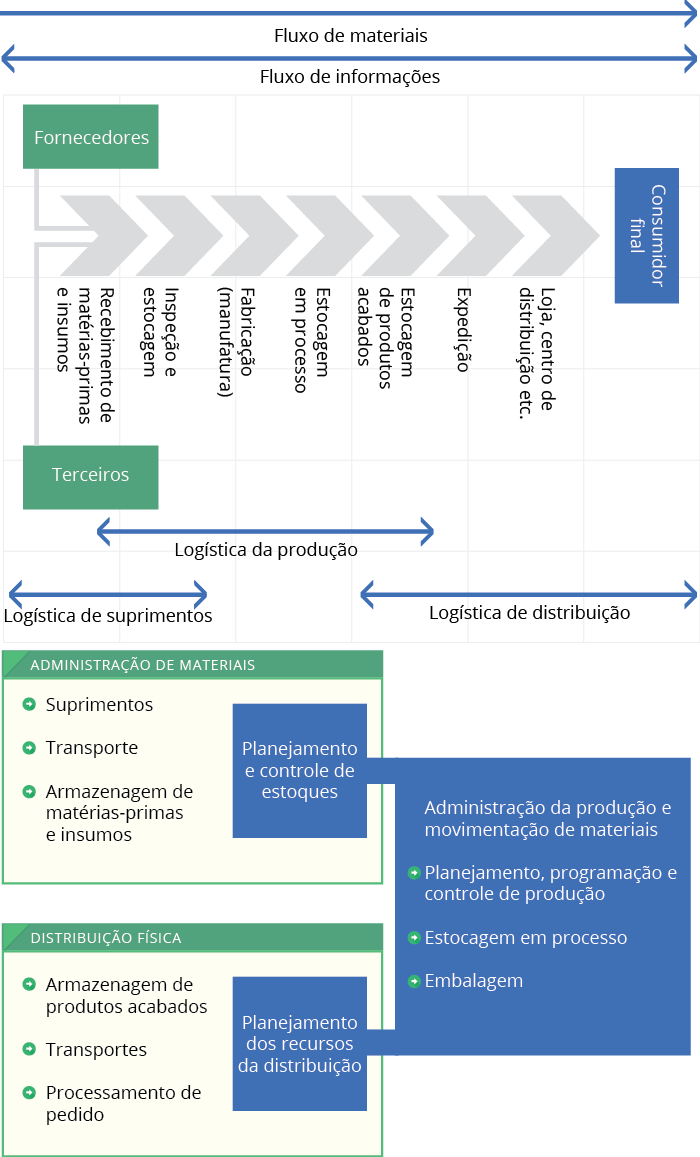 Fluxo de materiais
Fluxo de informações
Fornecedores
Consumidor
final
Recebimento de
matérias-primas
e insumos
Inspeção e
estocagem
Fabricação
(manufatura)
Estocagem
em processo
Estocagem
de produtos
acabados
Expedição
Loja, centro de
distribuição etc.
Terceiros
Logística da produção
Logística de suprimentos
Logística de distribuição
ADMINISTRAÇÃO DE MATERIAIS
Suprimentos
Transporte
Armazenagem de
matérias-primas
e insumos
Planejamento
e controle de
estoques
Administração da produção e
movimentação de materiais
Planejamento, programação e
controle de produção
Estocagem em processo
Embalagem
DISTRIBUIÇÃO FÍSICA
Armazenagem de
produtos acabados
Transportes
Processamento de
pedido
Planejamento
dos recursos
da distribuição